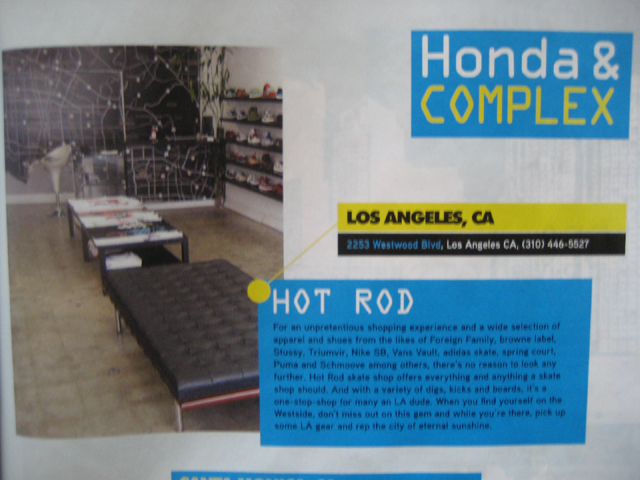 Honda &
COMPLEX
LOS ANGELES, CA
2253 Westwood Blvd, Los Angeles CA, (310) 446-5527
HOT ROD
For an unpretentious shopping experience and a wide selection of
apparel and shoes from the likes of Foreign Family, browne label,
Stussy, Triumvir, Nike SB, Vans Vault, adidas skate, spring court,
Puma and Schmoove among others, there's no reason to look any
further. Hot Rod skate shop offers everything and anything a skate
shop should. And with a variety of digs, kicks and boards, it's a
one-stop-shop for many an LA dude. When you find yourself on the
Westside, don't miss out on this gem and while you're there, pick up
some LA gear and rep the city of eternal sunshine.